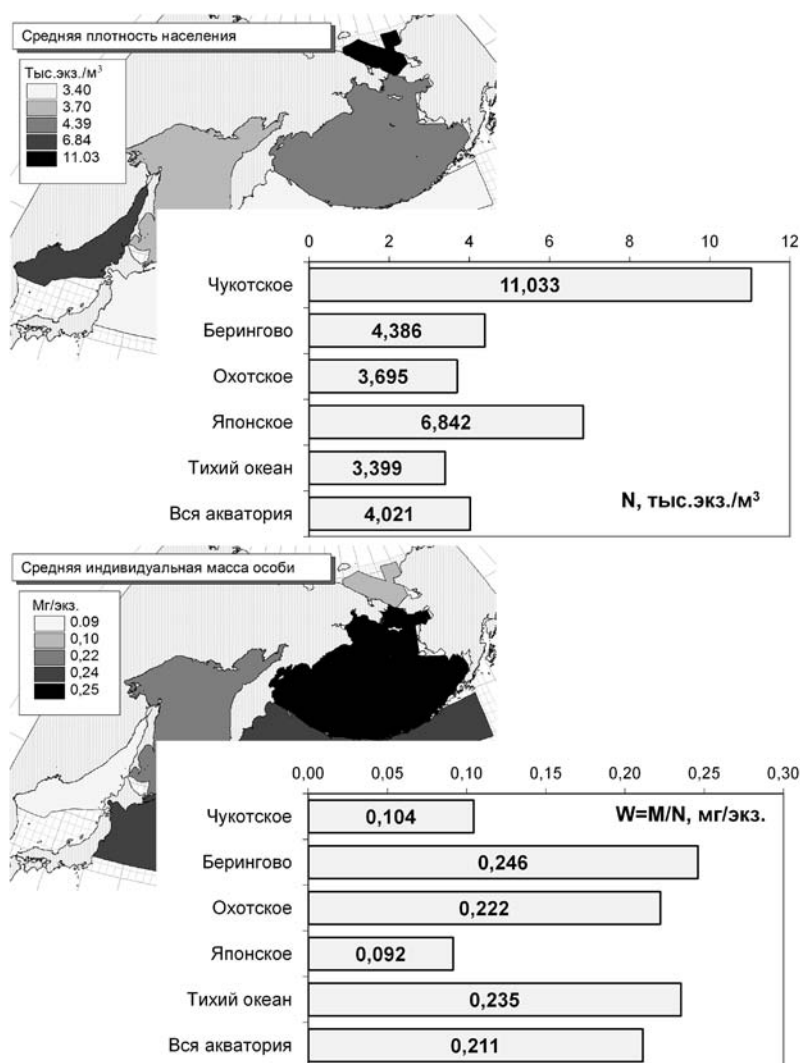 Средняя плотность населения
Тыс.экз./м³
3.40
3.70
4.39
6.84
11.03
0 2 4 6 8 10 12
Чукотское 11,033
Берингово 4,386
Охотское 3,695
Японское 6,842
Тихий океан 3,399
Вся акватория 4,021
N, тыс.экз./м³
Средняя индивидуальная масса особи
Мг/экз.
0.09
0,10
0,22
0,24
0,25
0,00 0,05 0,10 0,15 0,20 0,25 0,30
W=M/N, мг/экз.
Чукотское 0,104
Берингово 0,246
Охотское 0,222
Японское 0,092
Тихий океан 0,235
Вся акватория 0,211